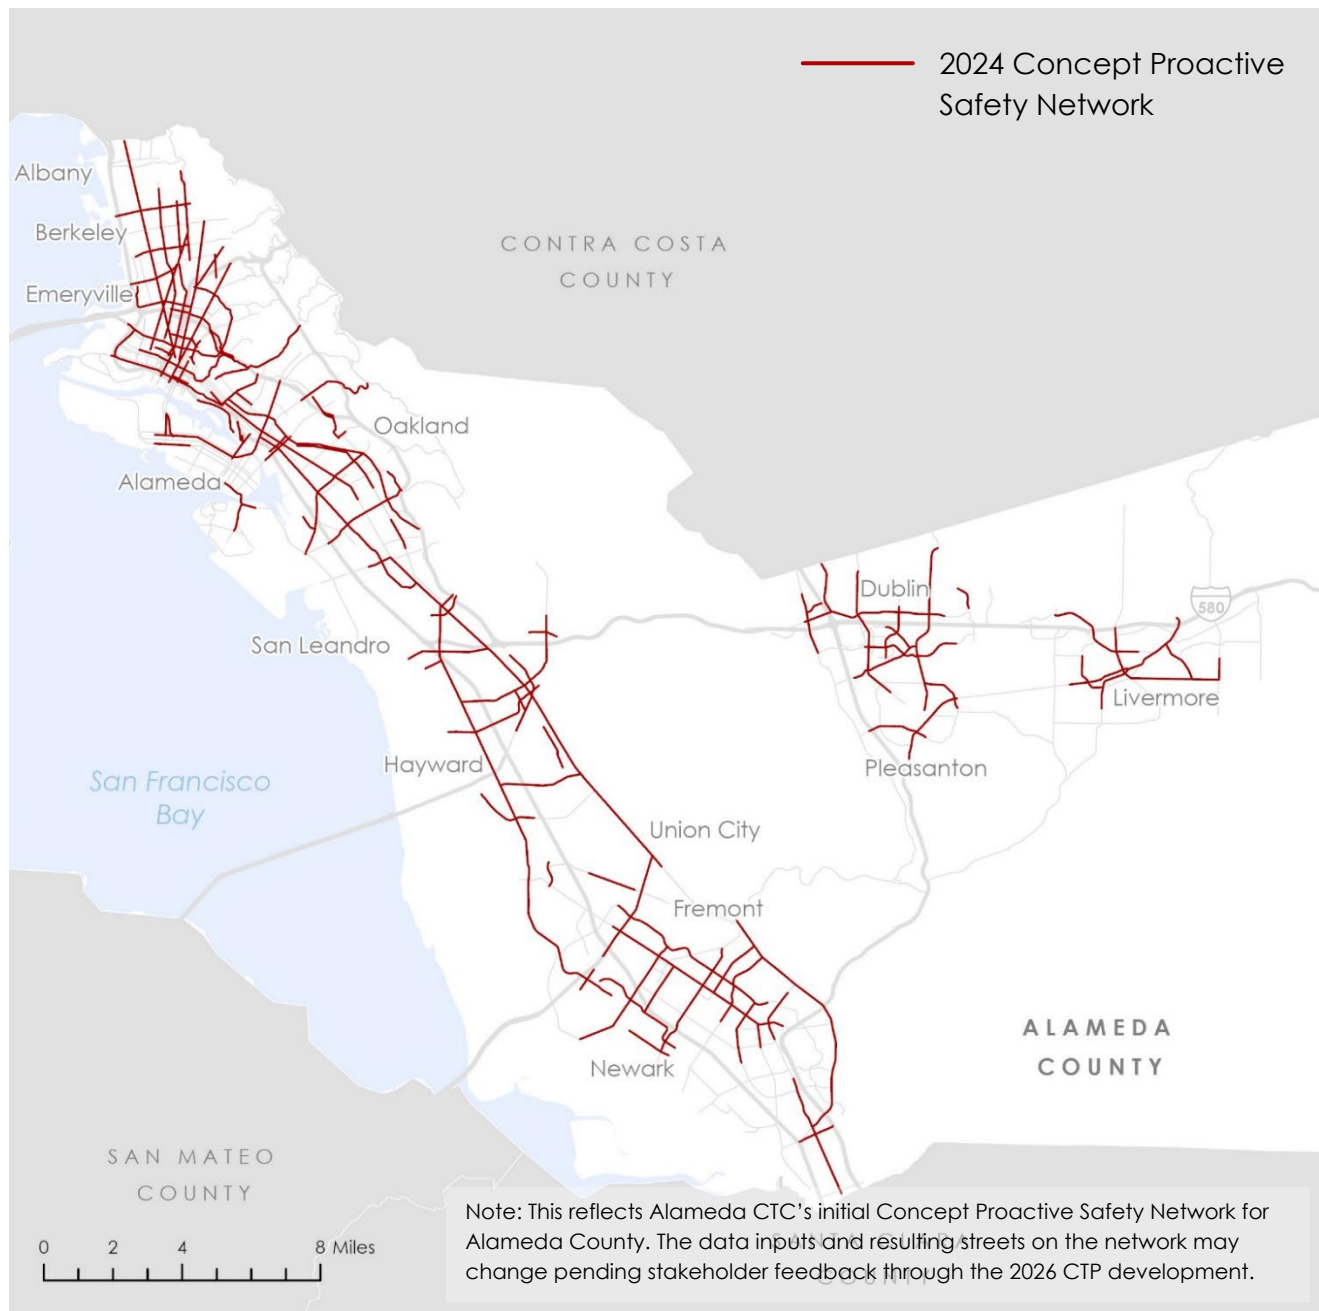 2024 Concept Proactive
Safety Network
Albany
Berkeley
CONTRA COSTA
COUNTY
Emeryville
Oakland
Alameda
Dublin
580
San Leandro
Livermore
Hayward
Pleasanton
San Francisco
Bay
Union City
Fremont
ALAMEDA
COUNTY
Newark
SAN MATEO
COUNTY
Note: This reflects Alameda CTC's initial Concept Proactive Safety Network for
Alameda County. The data inputs and resulting streets on the network may
change pending stakeholder feedback through the 2026 CTP development.
SANTA CLARA
COUNTY
0 2 4 8 Miles